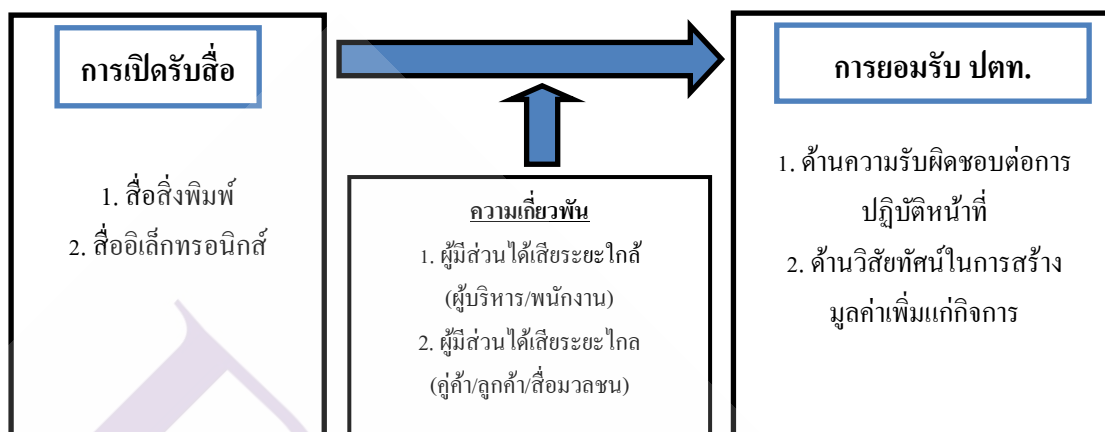 การเปิดรับสื่อ
1. สื่อสิ่งพิมพ์
2. สื่ออิเล็กทรอนิกส์
ความเกี่ยวพัน
1. ผู้มีส่วนได้เสียระยะใกล้
(ผู้บริหาร/พนักงาน)
2. ผู้มีส่วนได้เสียระยะไกล
(คู่ค้า/ลูกค้า/สื่อมวลชน)
การยอมรับ ปตท.
1. ด้านความรับผิดชอบต่อการ
ปฏิบัติหน้าที่
2. ด้านวิสัยทัศน์ในการสร้าง
มูลค่าเพิ่มแก่กิจการ